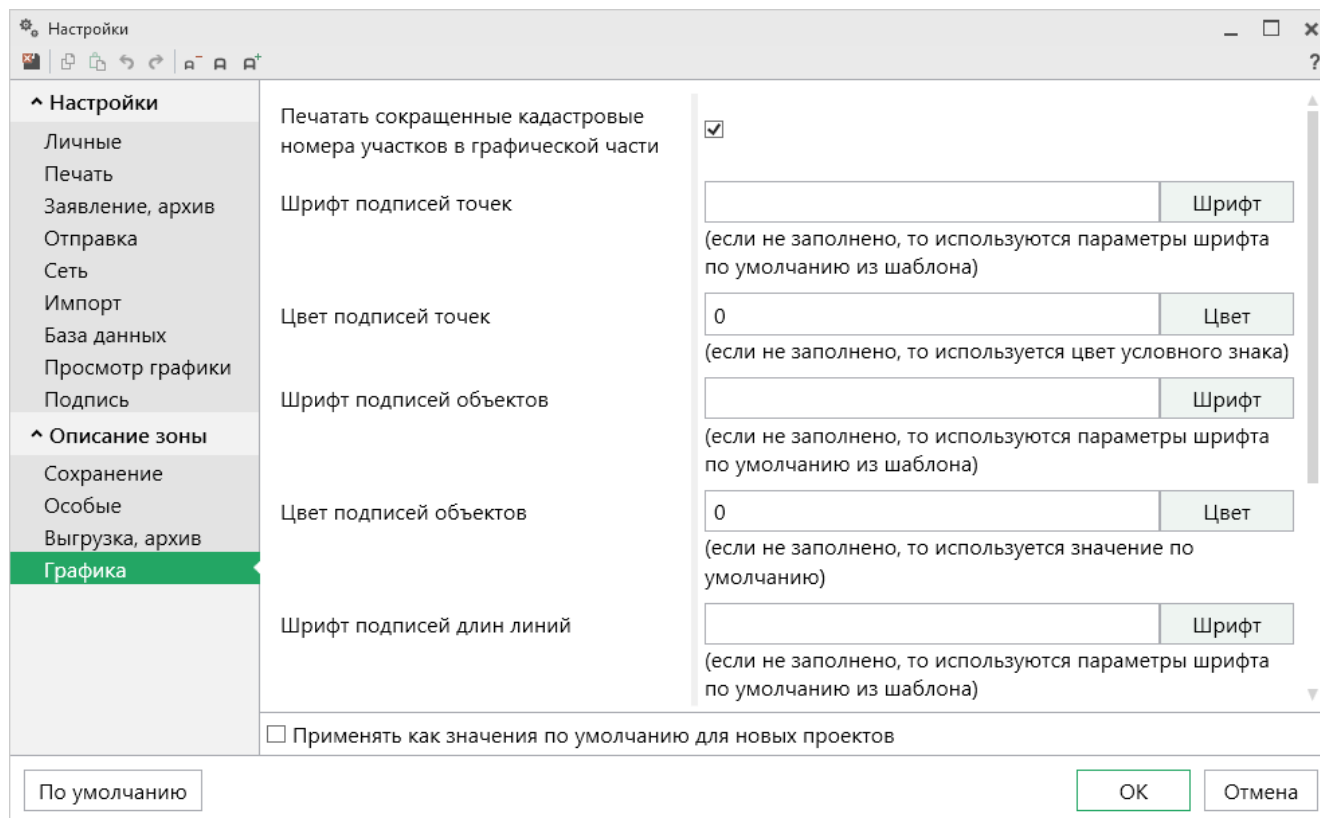 Настройки
?
Настройки
Личные
Печать
Заявление, архив
Отправка
Сеть
Импорт
База данных
Просмотр графики
Подпись
Описание зоны
Сохранение
Особые
Выгрузка, архив
Графика
Печатать сокращенные кадастровые
номера участков в графической части
Шрифт подписей точек
Шрифт
(если не заполнено, то используются параметры шрифта
по умолчанию из шаблона)
Цвет подписей точек
0
Цвет
(если не заполнено, то используется цвет условного знака)
Шрифт подписей объектов
Шрифт
(если не заполнено, то используются параметры шрифта
по умолчанию из шаблона)
Цвет подписей объектов
0
Цвет
(если не заполнено, то используется значение по
умолчанию)
Шрифт подписей длин линий
Шрифт
(если не заполнено, то используются параметры шрифта
по умолчанию из шаблона)
Применять как значения по умолчанию для новых проектов
По умолчанию
ОК
Отмена